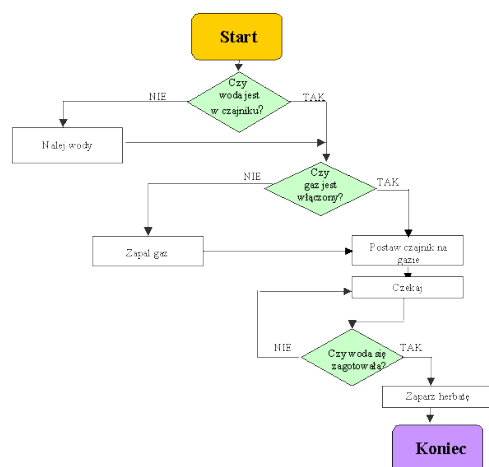 Start
Czy
woda jest
w czajniku?
NIE
TAK
Nalej wody
Czy
gaz jest
włączony?
NIE
TAK
Zapal gaz
Postaw czajnik na
gazie
Czekaj
Czy woda się
zagotowała?
NIE
TAK
Zaparz herbatę
Koniec